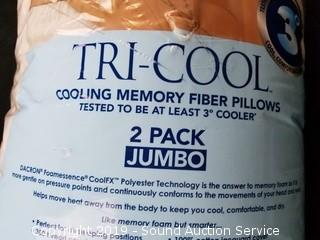 3°
TRI-COOL
COOLING MEMORY FIBER PILLOWS
TESTED TO BE AT LEAST 3° COOLER*
2 PACK
JUMBO
DACRON® Foamessence® CoolFX™ Polyester Technology is the answer to memory foam as it is
more gentle on pressure points and continuously conforms to the movements of your head and neck
Helps move heat away from the body to keep you cool, comfortable, and dry.
Like memory foam but smarter...
Copyright 2019 - Sound Auction Service